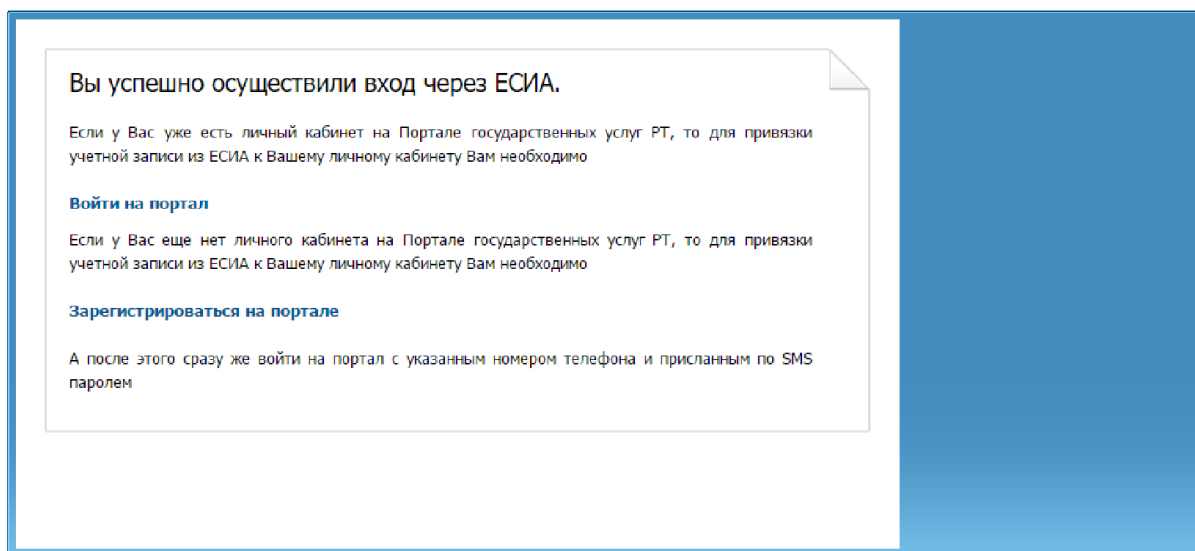 Вы успешно осуществили вход через ЕСИА.
Если у Вас уже есть личный кабинет на Портале государственных услуг РТ, то для привязки
учетной записи из ЕСИА к Вашему личному кабинету Вам необходимо
Войти на портал
Если у Вас еще нет личного кабинета на Портале государственных услуг РТ, то для привязки
учетной записи из ЕСИА к Вашему личному кабинету Вам необходимо
Зарегистрироваться на портале
А после этого сразу же войти на портал с указанным номером телефона и присланным по SMS
паролем